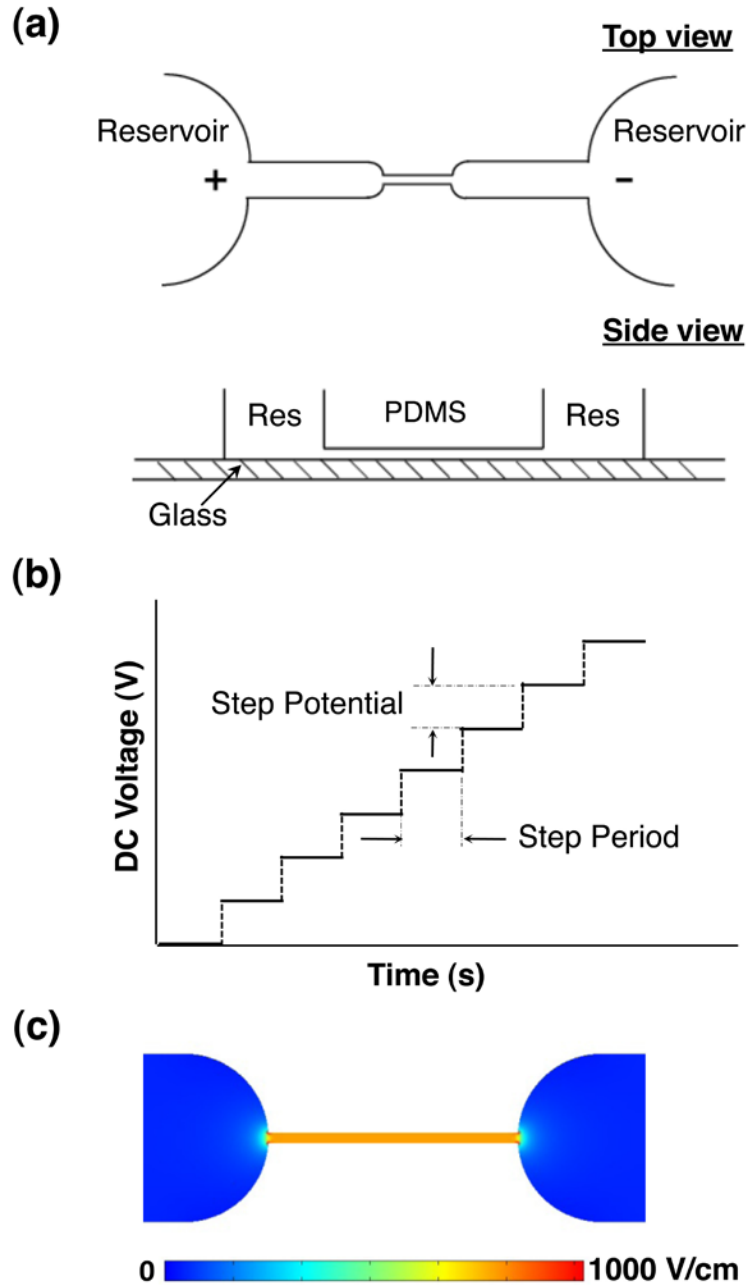 (a)
Top view
Reservoir
Reservoir
+
−
Side view
Res
PDMS
Res
Glass
(b)
DC Voltage (V)
Step Potential
Step Period
Time (s)
(c)
0
1000 V/cm